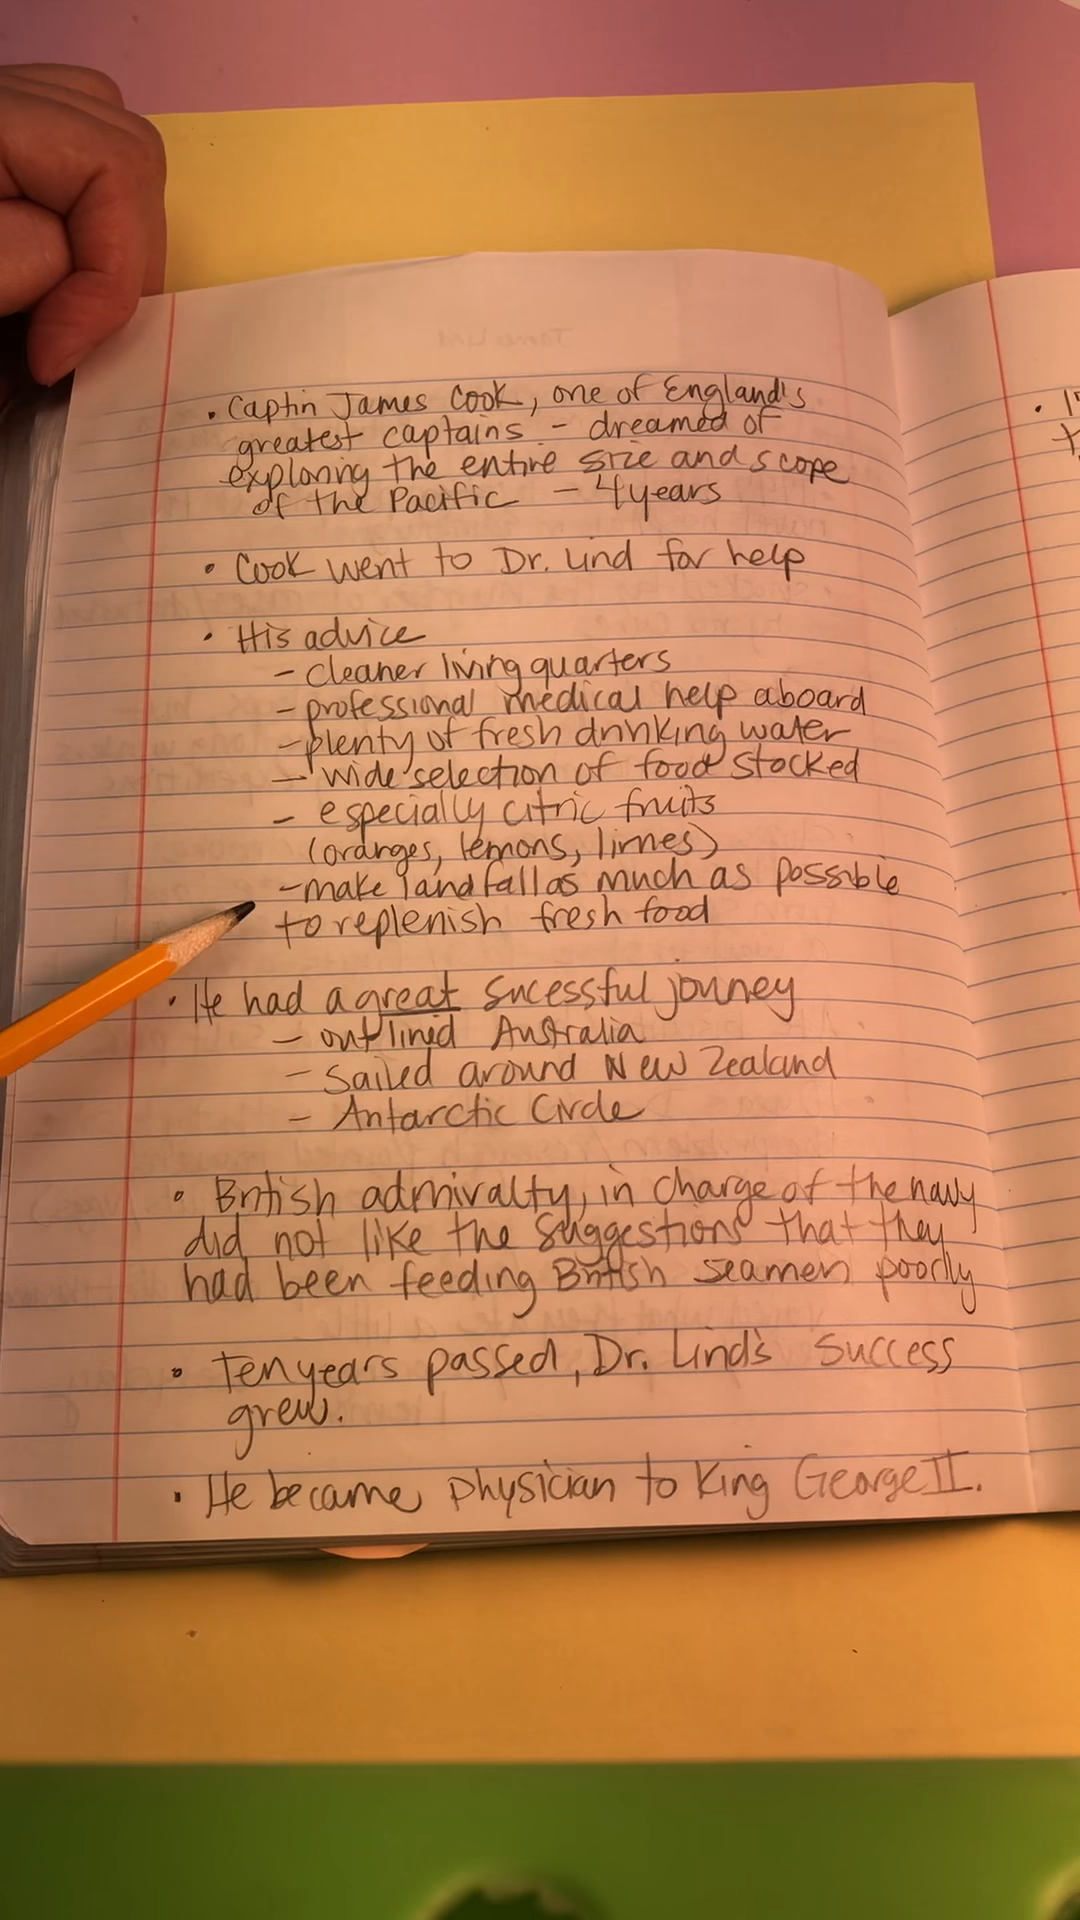 • Captin James Cook, one of England's
greatest captains - dreamed of
exploring the entire size and scope
of the Pacific - 4 years
• Cook went to Dr. Lind for help
• His advice
- cleaner living quarters
- professional medical help aboard
- plenty of fresh drinking water
- wide selection of food stocked
- especially citric fruits
(oranges, lemons, limes)
- make landfall as much as possible
to replenish fresh food
• He had a great sucessful jouney
- outlined Australia
- Sailed around New Zealand
- Antarctic Circle
• British admiralty, in charge of the navy
did not like the suggestions that they
had been feeding British seamen poorly
• Ten years passed, Dr. Lind's success
grew.
• He became physician to King George II.